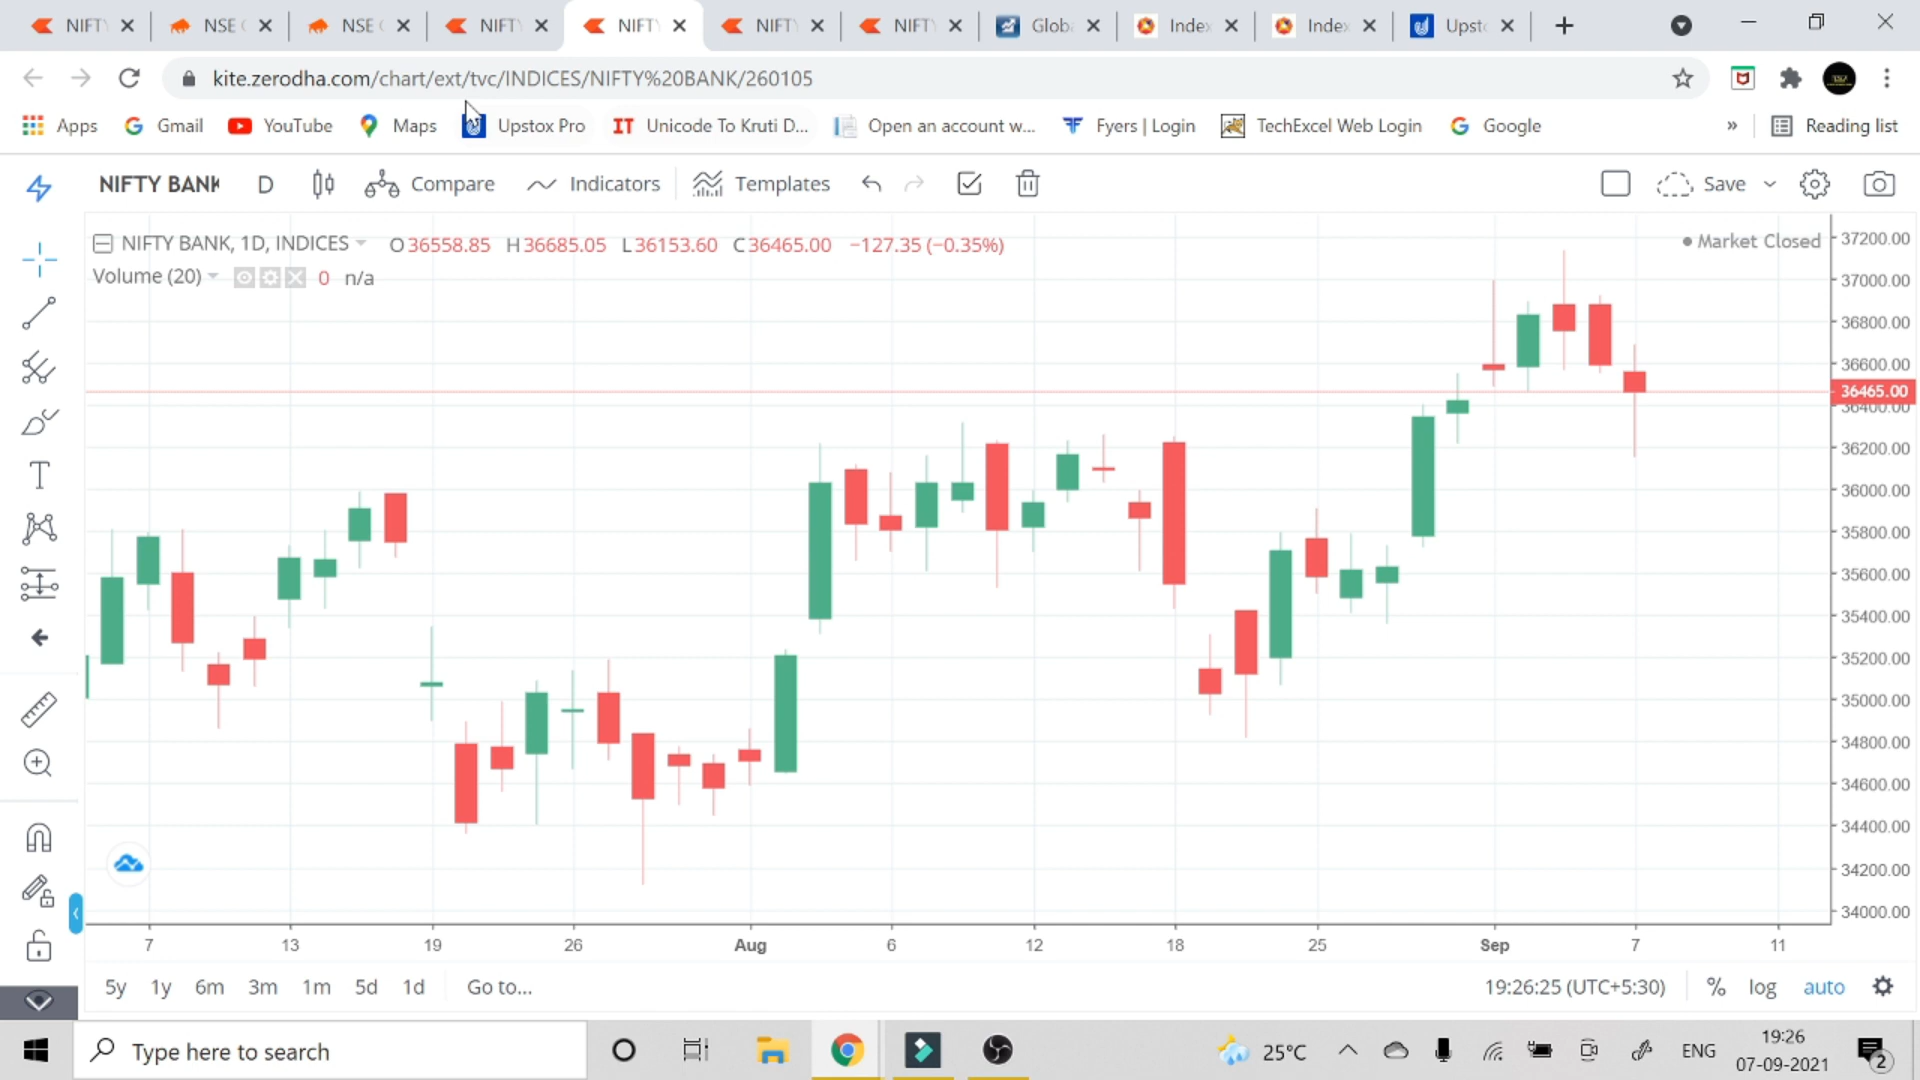 NIFTY NSE ( NSE ( NIFTY NIFTY NIFTY NIFTY Glob Index Index Upst
kite.zerodha.com/chart/ext/tvc/INDICES/NIFTY%20BANK/260105
Apps Gmail YouTube Maps Upstox Pro IT Unicode To Kruti D... Open an account w... Fyers | Login TechExcel Web Login Google » Reading list
NIFTY BANK D Compare Indicators Templates Save
NIFTY BANK, 1D, INDICES O36558.85 H36685.05 L36153.60 C36465.00 −127.35 (−0.35%) Market Closed
Volume (20) 0 n/a
37200.00
37000.00
36800.00
36600.00
36465.00
36400.00
36200.00
36000.00
35800.00
35600.00
35400.00
35200.00
35000.00
34800.00
34600.00
34400.00
34200.00
34000.00
7 13 19 26 Aug 6 12 18 25 Sep 7 11
5y 1y 6m 3m 1m 5d 1d Go to... 19:26:25 (UTC+5:30) % log auto
Type here to search 25°C ENG 19:26
07-09-2021 2